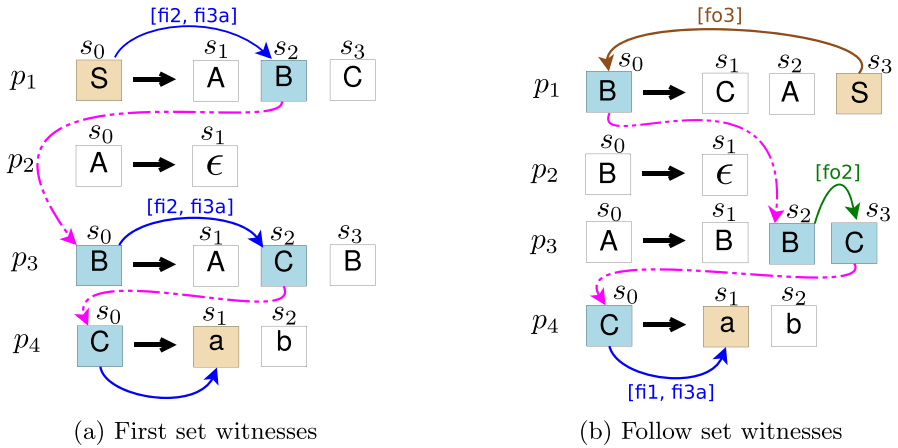 [fi2, fi3a]
s0 s1 s2 s3
p1 S A B C
s0 s1
p2 A ϵ
[fi2, fi3a]
s0 s1 s2 s3
p3 B A C B
s0 s1 s2
p4 C a b
(a) First set witnesses
[fo3]
s0 s1 s2 s3
p1 B C A S
s0 s1
p2 B ϵ
[fo2]
s0 s1 s2 s3
p3 A B B C
s0 s1 s2
p4 C a b
[fi1, fi3a]
(b) Follow set witnesses